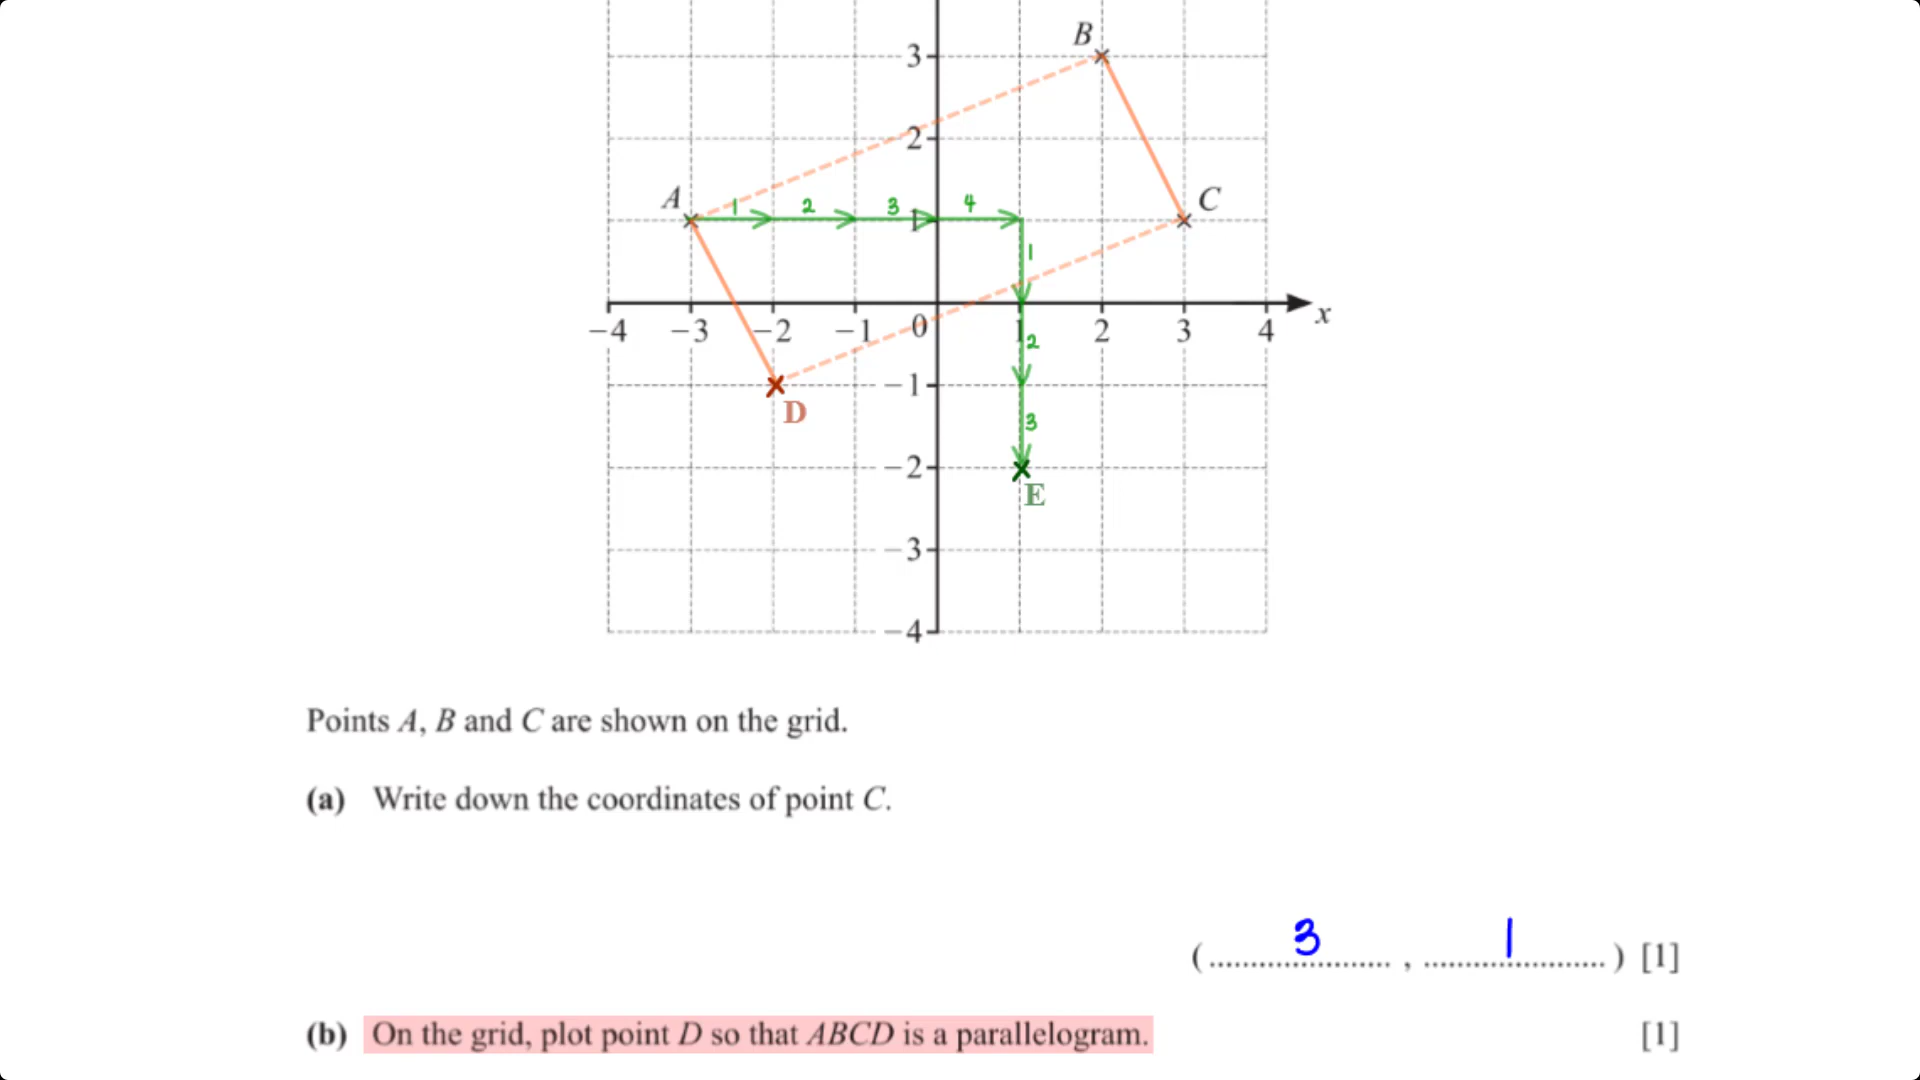 B
3
2
A 1 2 3 1 4 C
1
−4 −3 −2 −1 0 1 2 3 4 x
2
−1
D
3
−2
E
−3
−4
Points A, B and C are shown on the grid.
(a) Write down the coordinates of point C.
( 3 , 1 ) [1]
(b) On the grid, plot point D so that ABCD is a parallelogram. [1]